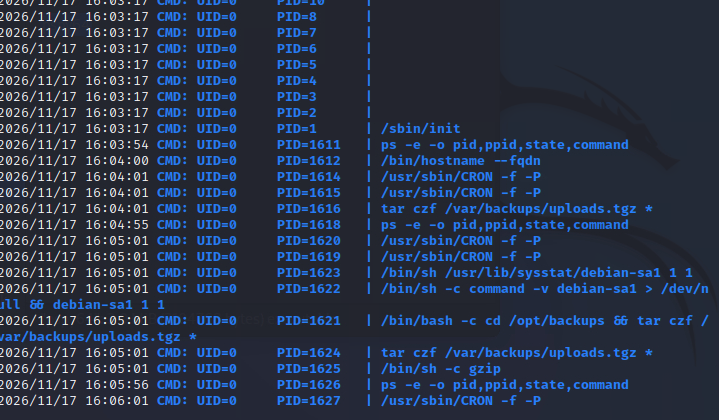 2026/11/17 16:03:17 CMD: UID=0     PID=10     |
2026/11/17 16:03:17 CMD: UID=0     PID=8      |
2026/11/17 16:03:17 CMD: UID=0     PID=7      |
2026/11/17 16:03:17 CMD: UID=0     PID=6      |
2026/11/17 16:03:17 CMD: UID=0     PID=5      |
2026/11/17 16:03:17 CMD: UID=0     PID=4      |
2026/11/17 16:03:17 CMD: UID=0     PID=3      |
2026/11/17 16:03:17 CMD: UID=0     PID=2      |
2026/11/17 16:03:17 CMD: UID=0     PID=1      | /sbin/init
2026/11/17 16:03:54 CMD: UID=0     PID=1611   | ps -e -o pid,ppid,state,command
2026/11/17 16:04:00 CMD: UID=0     PID=1612   | /bin/hostname --fqdn
2026/11/17 16:04:01 CMD: UID=0     PID=1614   | /usr/sbin/CRON -f -P
2026/11/17 16:04:01 CMD: UID=0     PID=1615   | /usr/sbin/CRON -f -P
2026/11/17 16:04:01 CMD: UID=0     PID=1616   | tar czf /var/backups/uploads.tgz *
2026/11/17 16:04:55 CMD: UID=0     PID=1618   | ps -e -o pid,ppid,state,command
2026/11/17 16:05:01 CMD: UID=0     PID=1620   | /usr/sbin/CRON -f -P
2026/11/17 16:05:01 CMD: UID=0     PID=1619   | /usr/sbin/CRON -f -P
2026/11/17 16:05:01 CMD: UID=0     PID=1623   | /bin/sh /usr/lib/sysstat/debian-sa1 1 1
2026/11/17 16:05:01 CMD: UID=0     PID=1622   | /bin/sh -c command -v debian-sa1 > /dev/n
ull && debian-sa1 1 1
2026/11/17 16:05:01 CMD: UID=0     PID=1621   | /bin/bash -c cd /opt/backups && tar czf /
var/backups/uploads.tgz *
2026/11/17 16:05:01 CMD: UID=0     PID=1624   | tar czf /var/backups/uploads.tgz *
2026/11/17 16:05:01 CMD: UID=0     PID=1625   | /bin/sh -c gzip
2026/11/17 16:05:56 CMD: UID=0     PID=1626   | ps -e -o pid,ppid,state,command
2026/11/17 16:06:01 CMD: UID=0     PID=1627   | /usr/sbin/CRON -f -P